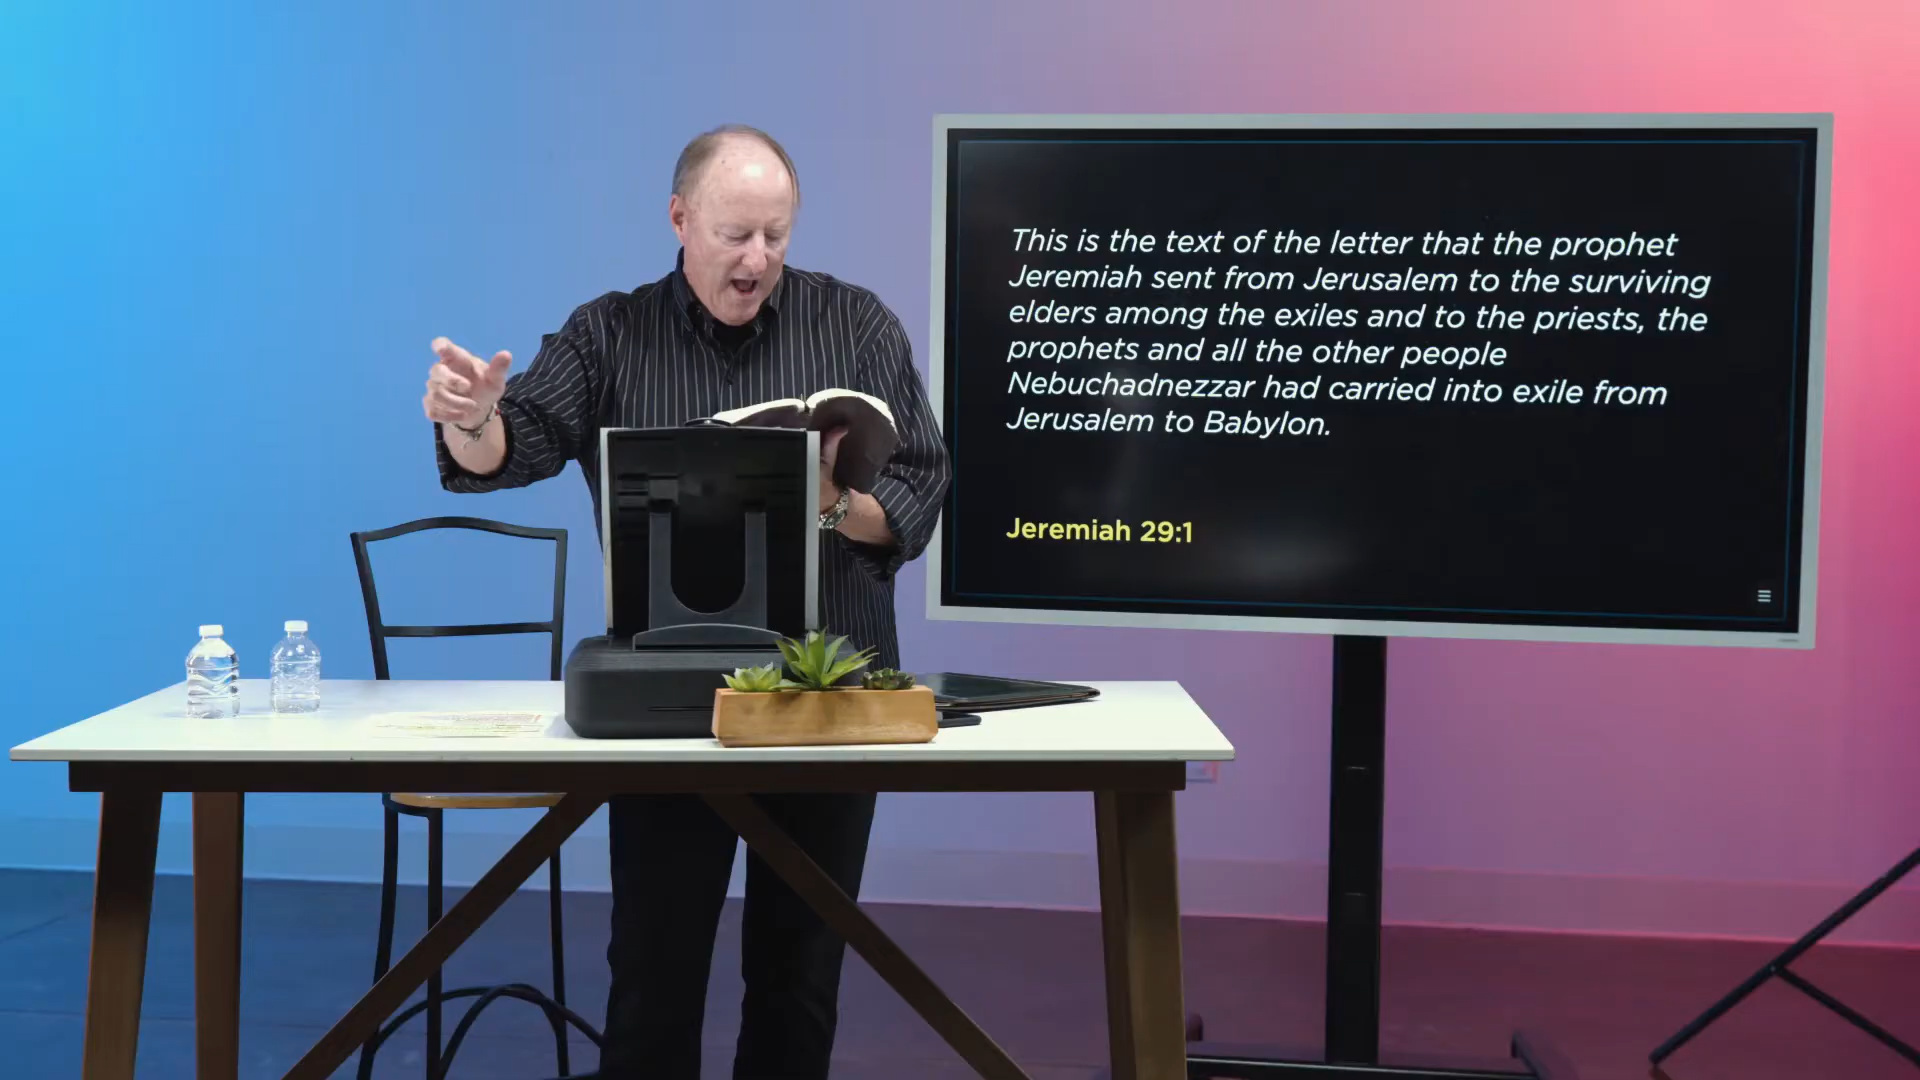 This is the text of the letter that the prophet
Jeremiah sent from Jerusalem to the surviving
elders among the exiles and to the priests, the
prophets and all the other people
Nebuchadnezzar had carried into exile from
Jerusalem to Babylon.
Jeremiah 29:1